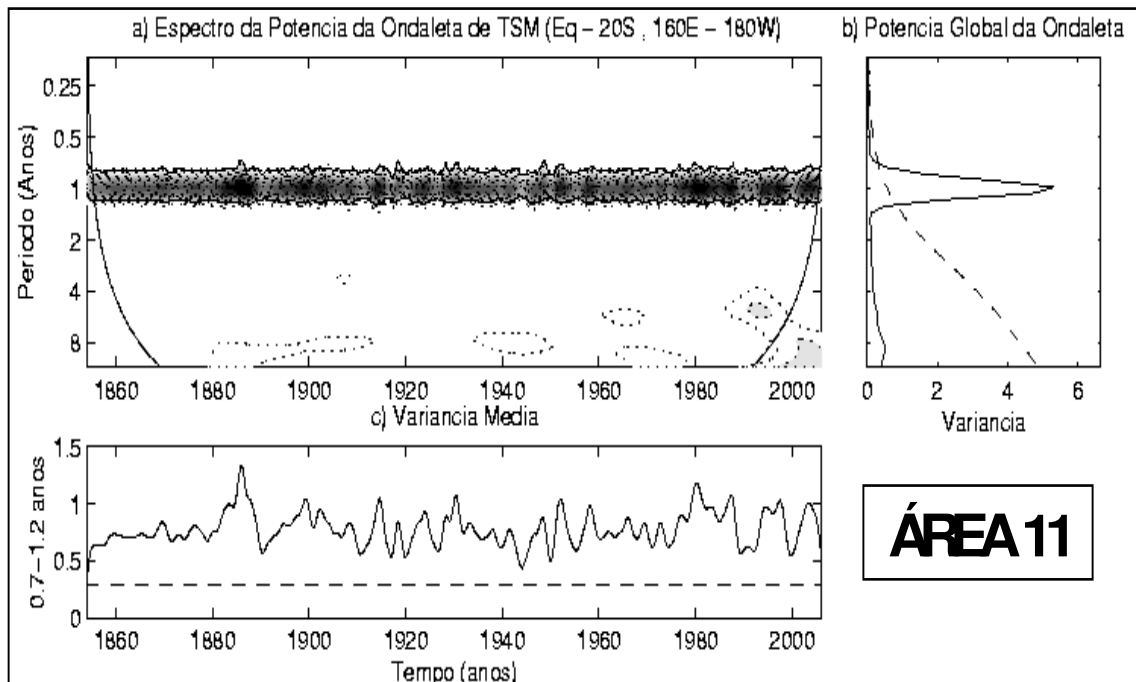 a) Espectro da Potencia da Ondaleta de TSM (Eq – 20S , 160E – 180W)
b) Potencia Global da Ondaleta
Periodo (Anos)
0.25
0.5
1
2
4
8
1860 1880 1900 1920 1940 1960 1980 2000
0 2 4 6
Variancia
c) Variancia Media
0.7–1.2 anos
1.5
1
0.5
0
1860 1880 1900 1920 1940 1960 1980 2000
Tempo (anos)
ÁREA 11